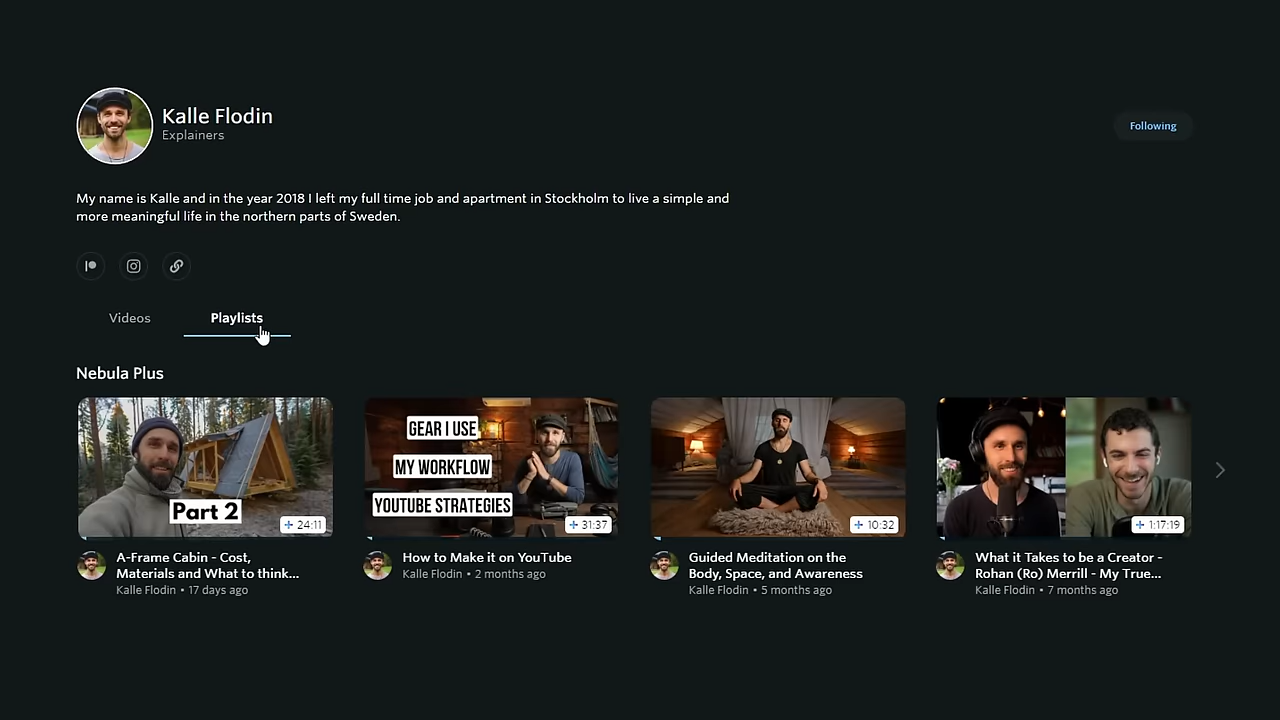 Kalle Flodin
Explainers
Following
My name is Kalle and in the year 2018 I left my full time job and apartment in Stockholm to live a simple and
more meaningful life in the northern parts of Sweden.
Videos
Playlists
Nebula Plus
Part 2
+ 24:11
A-Frame Cabin - Cost,
Materials and What to think...
Kalle Flodin • 17 days ago
GEAR I USE
MY WORKFLOW
YOUTUBE STRATEGIES
+ 31:37
How to Make it on YouTube
Kalle Flodin • 2 months ago
+ 10:32
Guided Meditation on the
Body, Space, and Awareness
Kalle Flodin • 5 months ago
+ 1:17:19
What it Takes to be a Creator -
Rohan (Ro) Merrill - My True...
Kalle Flodin • 7 months ago